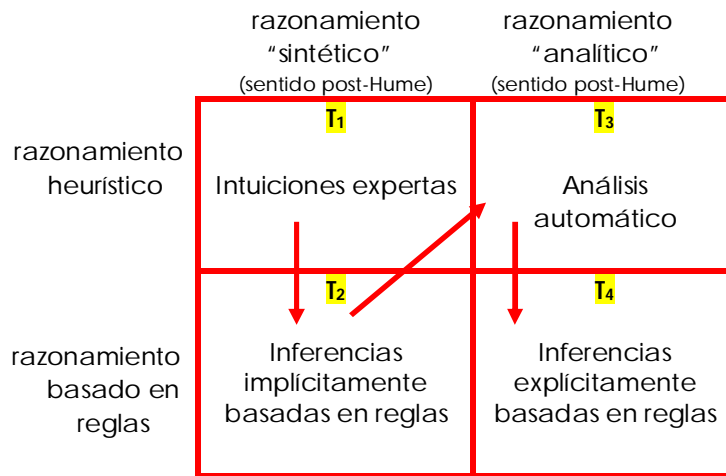 razonamiento
“sintético”
(sentido post-Hume)
razonamiento
“analítico”
(sentido post-Hume)
razonamiento
heurístico
T₁
Intuiciones expertas
T₃
Análisis
automático
razonamiento
basado en
reglas
T₂
Inferencias
implícitamente
basadas en reglas
T₄
Inferencias
explícitamente
basadas en reglas